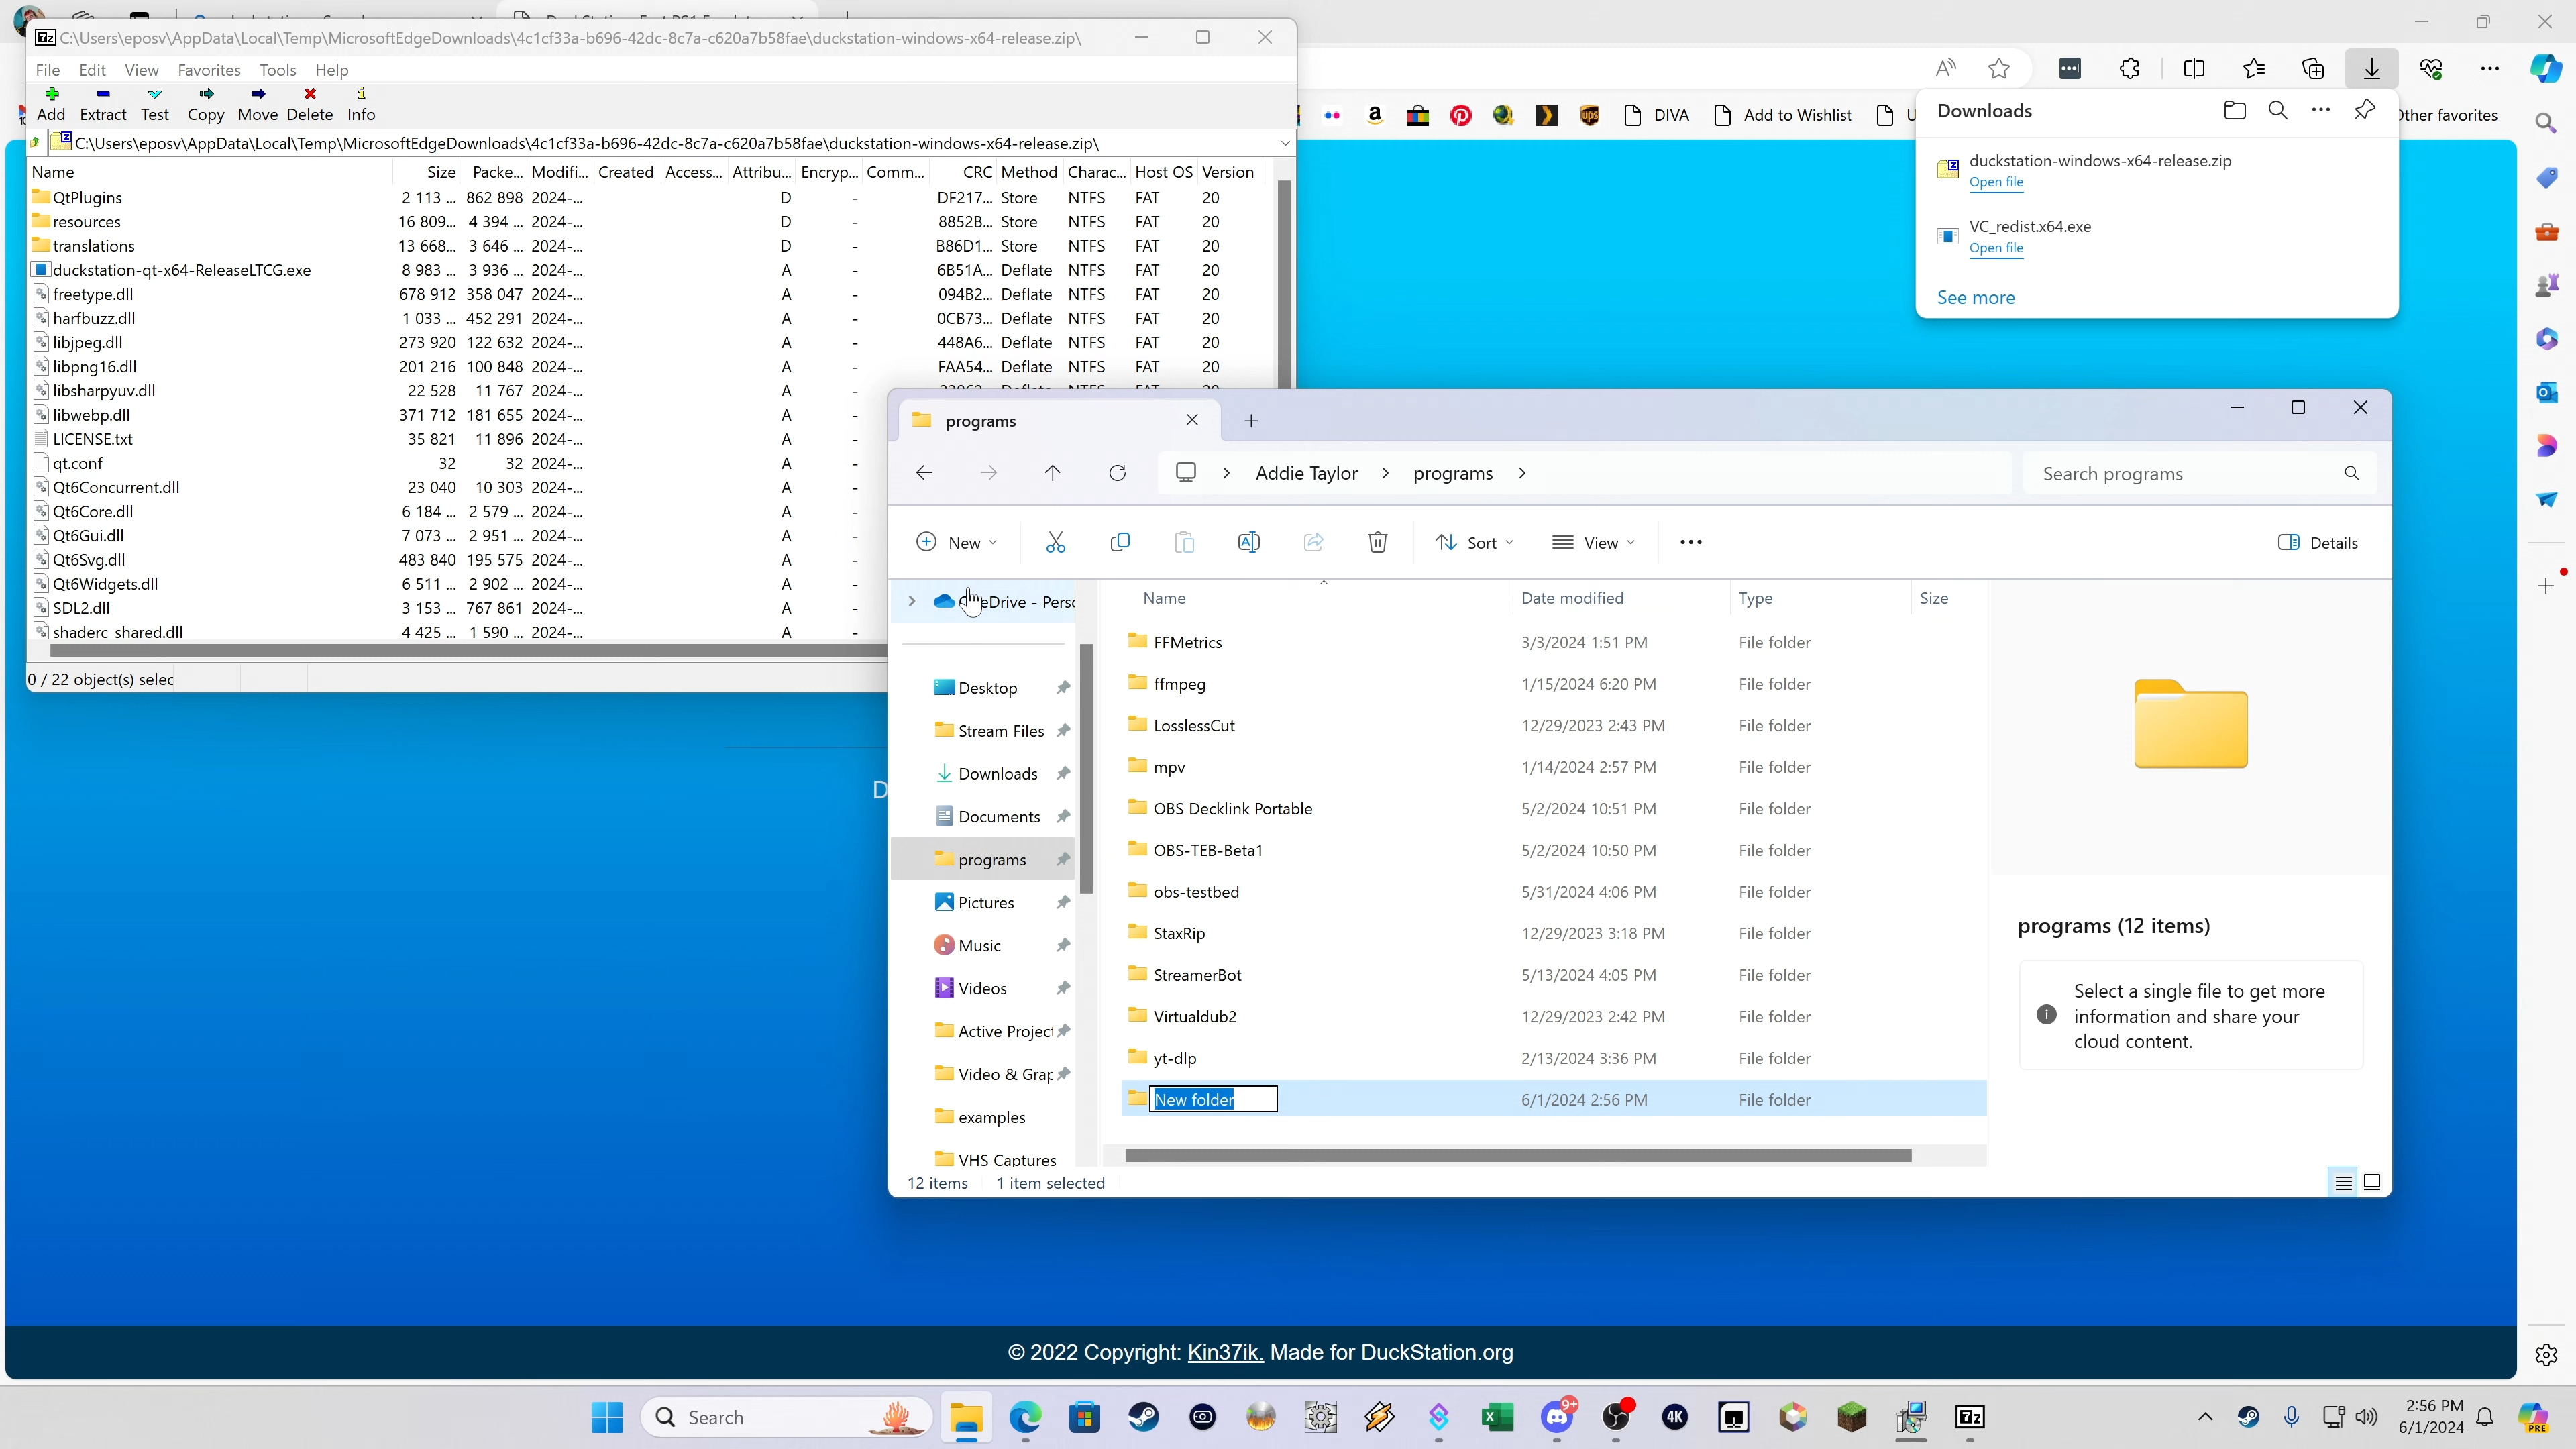 C:\Users\eposv\AppData\Local\Temp\MicrosoftEdgeDownloads\4c1cf33a-b696-42dc-8c7a-c620a7b58fae\duckstation-windows-x64-release.zip\
File Edit View Favorites Tools Help
Add Extract Test Copy Move Delete Info
C:\Users\eposv\AppData\Local\Temp\MicrosoftEdgeDownloads\4c1cf33a-b696-42dc-8c7a-c620a7b58fae\duckstation-windows-x64-release.zip\
Name Size Packe... Modifi... Created Access... Attribu... Encryp... Comm... CRC Method Charac... Host OS Version
QtPlugins 2 113 ... 862 898 2024-... D - DF217... Store NTFS FAT 20
resources 16 809... 4 394 ... 2024-... D - 8852B... Store NTFS FAT 20
translations 13 668... 3 646 ... 2024-... D - B86D1... Store NTFS FAT 20
duckstation-qt-x64-ReleaseLTCG.exe 8 983 ... 3 936 ... 2024-... A - 6B51A... Deflate NTFS FAT 20
freetype.dll 678 912 358 047 2024-... A - 094B2... Deflate NTFS FAT 20
harfbuzz.dll 1 033 ... 452 291 2024-... A - 0CB73... Deflate NTFS FAT 20
libjpeg.dll 273 920 122 632 2024-... A - 448A6... Deflate NTFS FAT 20
libpng16.dll 201 216 100 848 2024-... A - FAA54... Deflate NTFS FAT 20
libsharpyuv.dll 22 528 11 767 2024-... A -
libwebp.dll 371 712 181 655 2024-... A -
LICENSE.txt 35 821 11 896 2024-... A -
qt.conf 32 32 2024-... A -
Qt6Concurrent.dll 23 040 10 303 2024-... A -
Qt6Core.dll 6 184 ... 2 579 ... 2024-... A -
Qt6Gui.dll 7 073 ... 2 951 ... 2024-... A -
Qt6Svg.dll 483 840 195 575 2024-... A -
Qt6Widgets.dll 6 511 ... 2 902 ... 2024-... A -
SDL2.dll 3 153 ... 767 861 2024-... A -
shaderc_shared.dll 4 425 ... 1 590 ... 2024-... A -
0 / 22 object(s) selec
DIVA Add to Wishlist
Other favorites
Downloads
duckstation-windows-x64-release.zip
Open file
VC_redist.x64.exe
Open file
See more
programs
Addie Taylor programs
Search programs
New Sort View Details
OneDrive - Perso
Desktop
Stream Files
Downloads
Documents
programs
Pictures
Music
Videos
Active Project
Video & Grap
examples
VHS Captures
Name Date modified Type Size
FFMetrics 3/3/2024 1:51 PM File folder
ffmpeg 1/15/2024 6:20 PM File folder
LosslessCut 12/29/2023 2:43 PM File folder
mpv 1/14/2024 2:57 PM File folder
OBS Decklink Portable 5/2/2024 10:51 PM File folder
OBS-TEB-Beta1 5/2/2024 10:50 PM File folder
obs-testbed 5/31/2024 4:06 PM File folder
StaxRip 12/29/2023 3:18 PM File folder
StreamerBot 5/13/2024 4:05 PM File folder
Virtualdub2 12/29/2023 2:42 PM File folder
yt-dlp 2/13/2024 3:36 PM File folder
New folder 6/1/2024 2:56 PM File folder
programs (12 items)
Select a single file to get more
information and share your
cloud content.
12 items 1 item selected
© 2022 Copyright: Kin37ik. Made for DuckStation.org
Search
9+
4K
7z
2:56 PM
6/1/2024
PRE